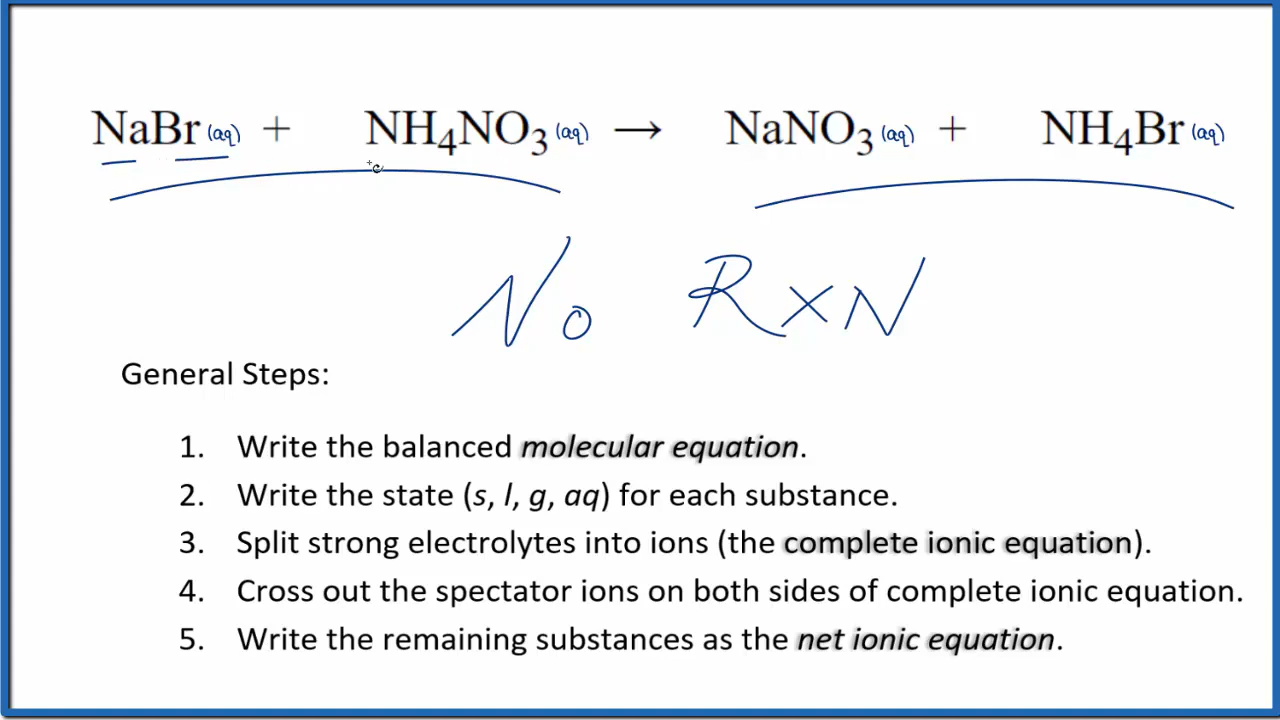 NaBr(aq) + NH₄NO₃(aq) → NaNO₃(aq) + NH₄Br(aq)
No RxN
General Steps:
1. Write the balanced molecular equation.
2. Write the state (s, l, g, aq) for each substance.
3. Split strong electrolytes into ions (the complete ionic equation).
4. Cross out the spectator ions on both sides of complete ionic equation.
5. Write the remaining substances as the net ionic equation.